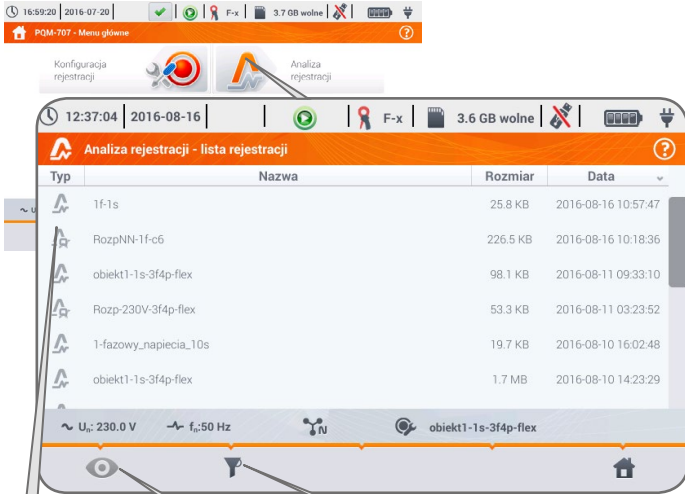 16:59:20 2016-07-20 F-x 3.7 GB wolne
PQM-707 - Menu główne
Konfiguracja
rejestracji
Analiza
rejestracji
12:37:04 2016-08-16 F-x 3.6 GB wolne
Analiza rejestracji - lista rejestracji
Typ Nazwa Rozmiar Data
1f-1s 25.8 KB 2016-08-16 10:57:47
RozpNN-1f-c6 226.5 KB 2016-08-16 10:18:36
obiekt1-1s-3f4p-flex 98.1 KB 2016-08-11 09:33:10
Rozp-230V-3f4p-flex 53.3 KB 2016-08-11 03:23:52
1-fazowy_napiecia_10s 19.7 KB 2016-08-10 16:02:48
obiekt1-1s-3f4p-flex 1.7 MB 2016-08-10 14:23:29
Uₙ: 230.0 V fₙ:50 Hz N obiekt1-1s-3f4p-flex